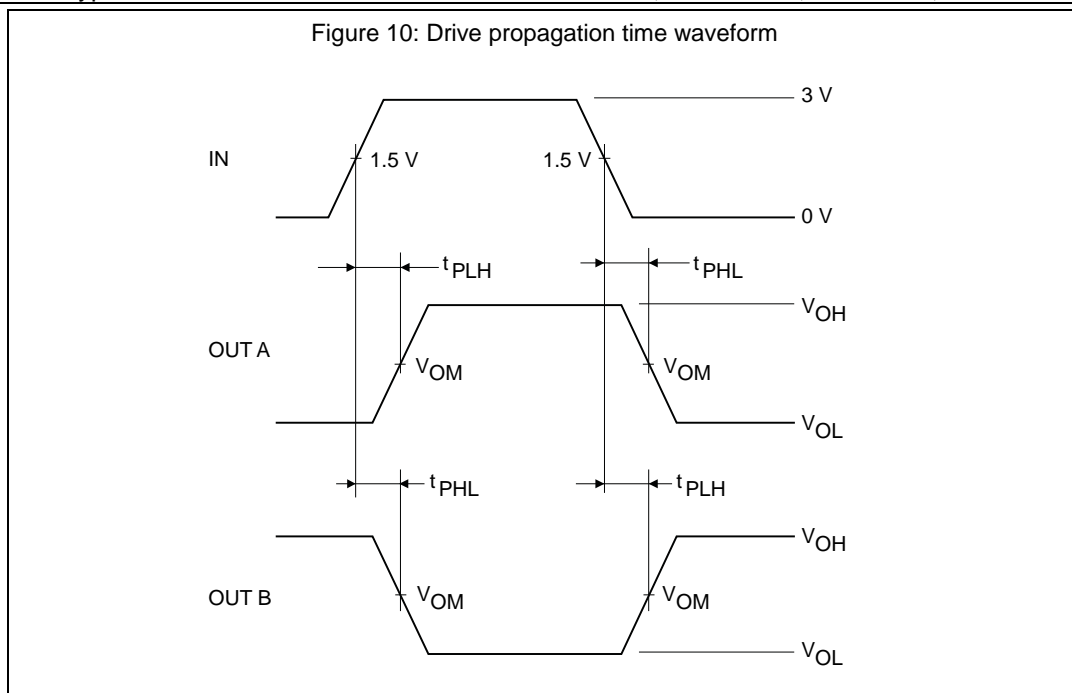 Figure 10: Drive propagation time waveform
3 V
IN
1.5 V
1.5 V
0 V
tPLH
tPHL
VOH
OUT A
VOM
VOM
VOL
tPHL
tPLH
VOH
OUT B
VOM
VOM
VOL